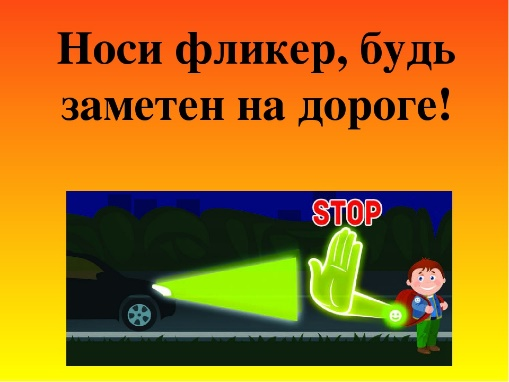 Носи фликер, будь
заметен на дороге!
STOP